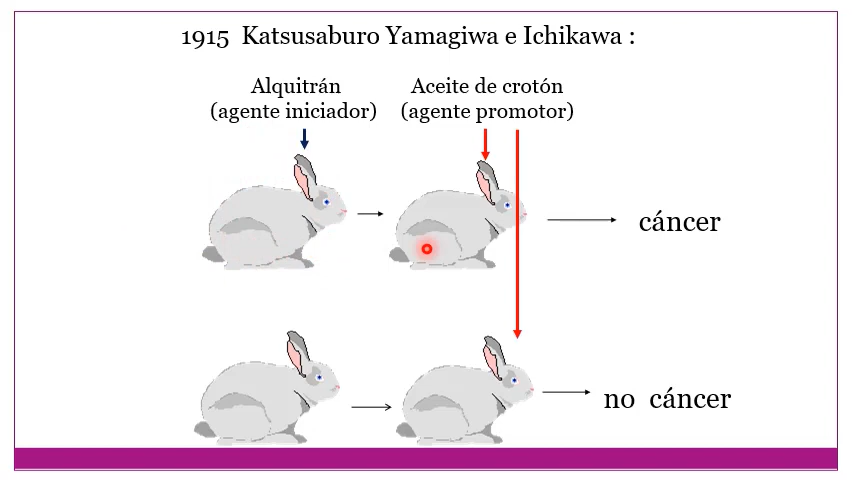 1915 Katsusaburo Yamagiwa e Ichikawa :
Alquitrán
(agente iniciador)
Aceite de crotón
(agente promotor)
cáncer
no cáncer